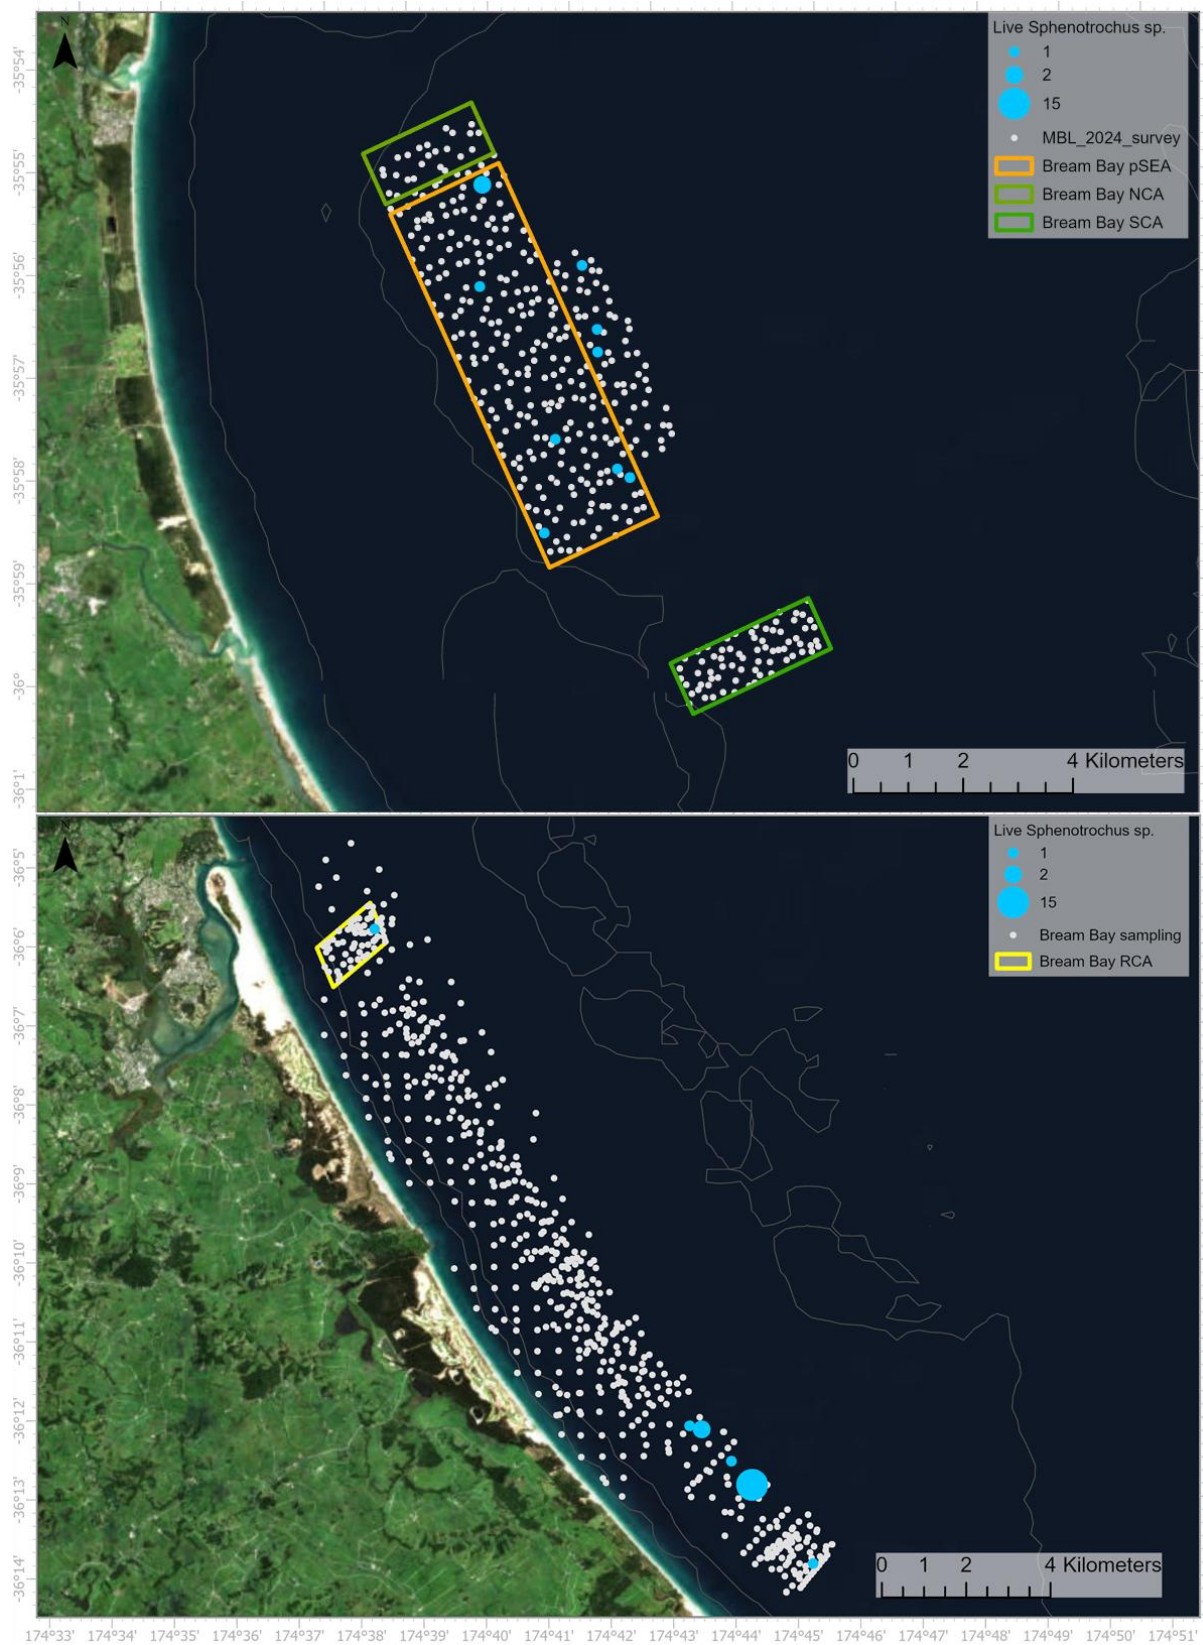 Live Sphenotrochus sp.
1
2
15
MBL_2024_survey
Bream Bay pSEA
Bream Bay NCA
Bream Bay SCA
-35°54'
-35°55'
-35°56'
-35°57'
-35°58'
-35°59'
-36°
-36°1'
0 1 2 4 Kilometers
Live Sphenotrochus sp.
1
2
15
Bream Bay sampling
Bream Bay RCA
-36°5'
-36°6'
-36°7'
-36°8'
-36°9'
-36°10'
-36°11'
-36°12'
-36°13'
-36°14'
0 1 2 4 Kilometers
174°33' 174°34' 174°35' 174°36' 174°37' 174°38' 174°39' 174°40' 174°41' 174°42' 174°43' 174°44' 174°45' 174°46' 174°47' 174°48' 174°49' 174°50' 174°51'